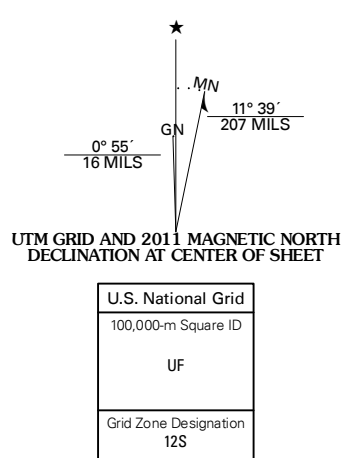 ★
MN
GN
11° 39´
207 MILS
0° 55´
16 MILS
UTM GRID AND 2011 MAGNETIC NORTH
DECLINATION AT CENTER OF SHEET
U.S. National Grid
100,000-m Square ID
UF
Grid Zone Designation
12S